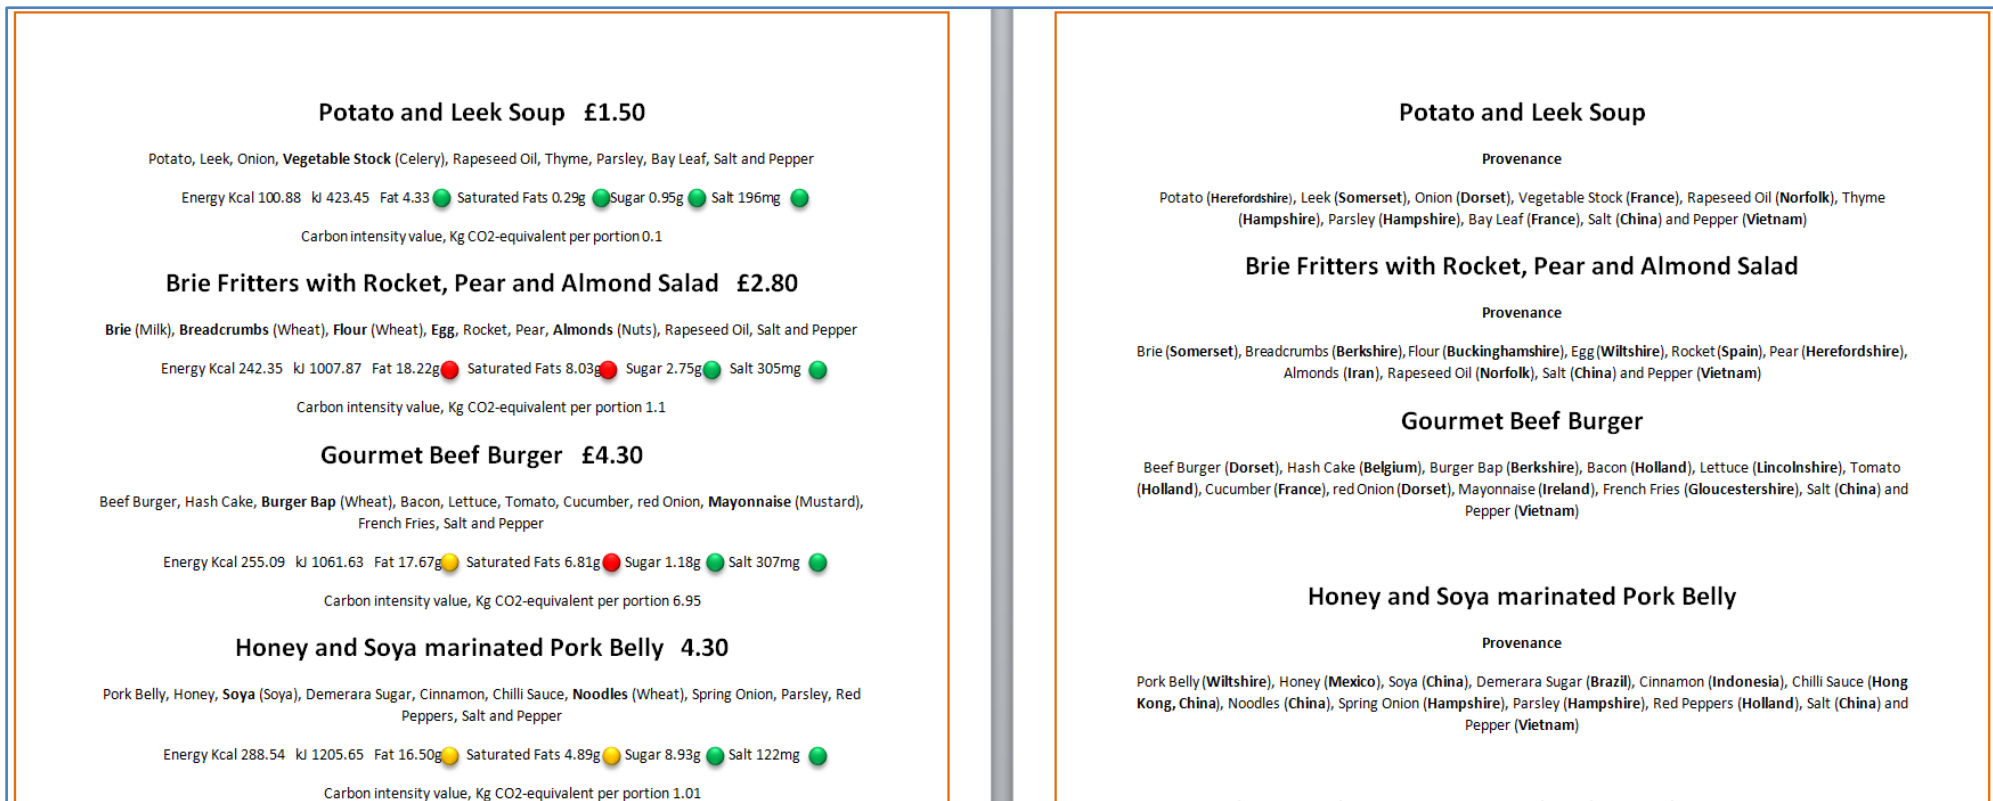 Potato and Leek Soup £1.50
Potato, Leek, Onion, Vegetable Stock (Celery), Rapeseed Oil, Thyme, Parsley, Bay Leaf, Salt and Pepper
Energy Kcal 100.88 kJ 423.45 Fat 4.33 Saturated Fats 0.29g Sugar 0.95g Salt 196mg
Carbon intensity value, Kg CO2-equivalent per portion 0.1
Brie Fritters with Rocket, Pear and Almond Salad £2.80
Brie (Milk), Breadcrumbs (Wheat), Flour (Wheat), Egg, Rocket, Pear, Almonds (Nuts), Rapeseed Oil, Salt and Pepper
Energy Kcal 242.35 kJ 1007.87 Fat 18.22g Saturated Fats 8.03g Sugar 2.75g Salt 305mg
Carbon intensity value, Kg CO2-equivalent per portion 1.1
Gourmet Beef Burger £4.30
Beef Burger, Hash Cake, Burger Bap (Wheat), Bacon, Lettuce, Tomato, Cucumber, red Onion, Mayonnaise (Mustard),
French Fries, Salt and Pepper
Energy Kcal 255.09 kJ 1061.63 Fat 17.67g Saturated Fats 6.81g Sugar 1.18g Salt 307mg
Carbon intensity value, Kg CO2-equivalent per portion 6.95
Honey and Soya marinated Pork Belly 4.30
Pork Belly, Honey, Soya (Soya), Demerara Sugar, Cinnamon, Chilli Sauce, Noodles (Wheat), Spring Onion, Parsley, Red
Peppers, Salt and Pepper
Energy Kcal 288.54 kJ 1205.65 Fat 16.50g Saturated Fats 4.89g Sugar 8.93g Salt 122mg
Carbon intensity value, Kg CO2-equivalent per portion 1.01
Potato and Leek Soup
Provenance
Potato (Herefordshire), Leek (Somerset), Onion (Dorset), Vegetable Stock (France), Rapeseed Oil (Norfolk), Thyme
(Hampshire), Parsley (Hampshire), Bay Leaf (France), Salt (China) and Pepper (Vietnam)
Brie Fritters with Rocket, Pear and Almond Salad
Provenance
Brie (Somerset), Breadcrumbs (Berkshire), Flour (Buckinghamshire), Egg (Wiltshire), Rocket (Spain), Pear (Herefordshire),
Almonds (Iran), Rapeseed Oil (Norfolk), Salt (China) and Pepper (Vietnam)
Gourmet Beef Burger
Beef Burger (Dorset), Hash Cake (Belgium), Burger Bap (Berkshire), Bacon (Holland), Lettuce (Lincolnshire), Tomato
(Holland), Cucumber (France), red Onion (Dorset), Mayonnaise (Ireland), French Fries (Gloucestershire), Salt (China) and
Pepper (Vietnam)
Honey and Soya marinated Pork Belly
Provenance
Pork Belly (Wiltshire), Honey (Mexico), Soya (China), Demerara Sugar (Brazil), Cinnamon (Indonesia), Chilli Sauce (Hong
Kong, China), Noodles (China), Spring Onion (Hampshire), Parsley (Hampshire), Red Peppers (Holland), Salt (China) and
Pepper (Vietnam)